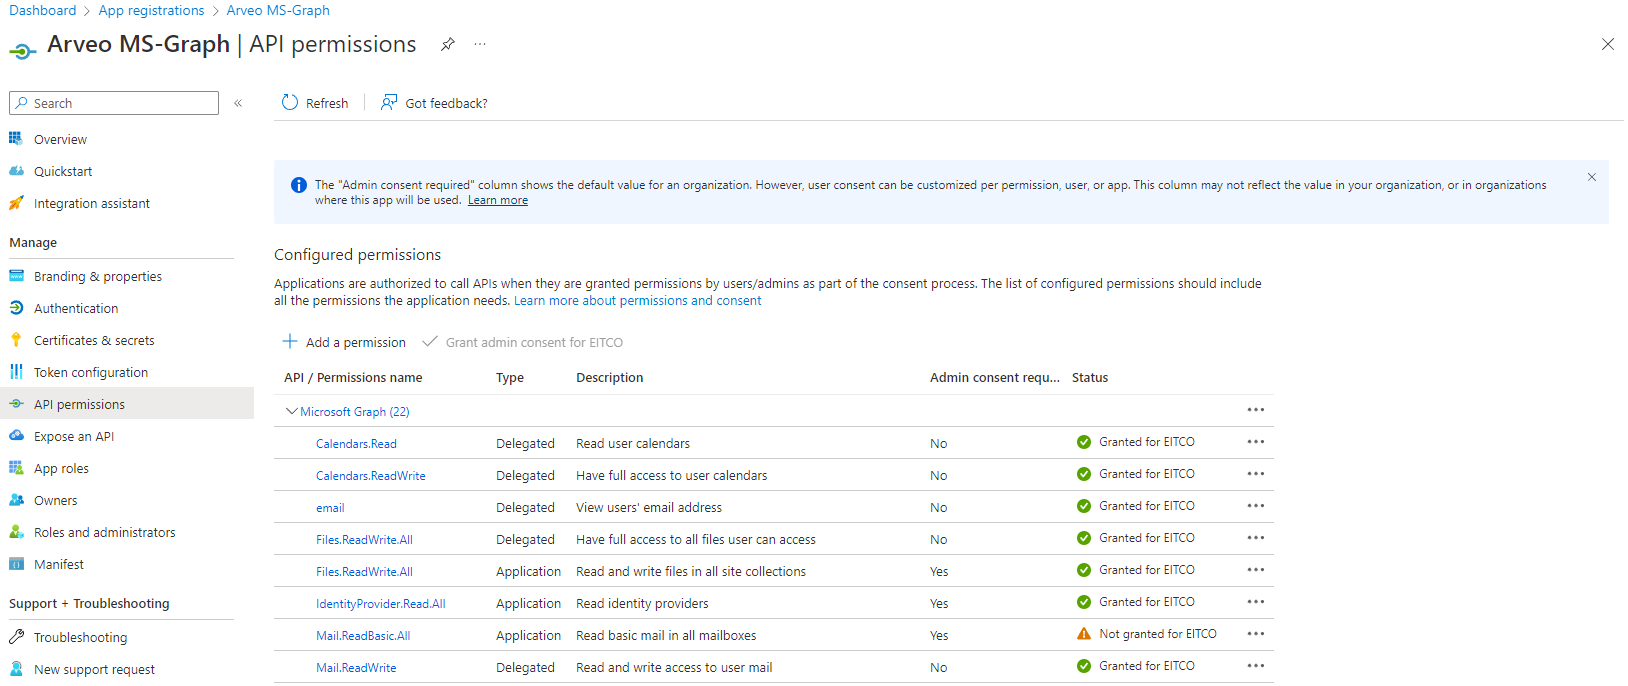 Dashboard > App registrations > Arveo MS-Graph
Arveo MS-Graph | API permissions
Search
Refresh
Got feedback?
Overview
Quickstart
Integration assistant
Manage
Branding & properties
Authentication
Certificates & secrets
Token configuration
API permissions
Expose an API
App roles
Owners
Roles and administrators
Manifest
Support + Troubleshooting
Troubleshooting
New support request
The "Admin consent required" column shows the default value for an organization. However, user consent can be customized per permission, user, or app. This column may not reflect the value in your organization, or in organizations
where this app will be used. Learn more
Configured permissions
Applications are authorized to call APIs when they are granted permissions by users/admins as part of the consent process. The list of configured permissions should include
all the permissions the application needs. Learn more about permissions and consent
Add a permission Grant admin consent for EITCO
API / Permissions name Type Description Admin consent requ... Status
Microsoft Graph (22)
Calendars.Read Delegated Read user calendars No Granted for EITCO
Calendars.ReadWrite Delegated Have full access to user calendars No Granted for EITCO
email Delegated View users' email address No Granted for EITCO
Files.ReadWrite.All Delegated Have full access to all files user can access No Granted for EITCO
Files.ReadWrite.All Application Read and write files in all site collections Yes Granted for EITCO
IdentityProvider.Read.All Application Read identity providers Yes Granted for EITCO
Mail.ReadBasic.All Application Read basic mail in all mailboxes Yes Not granted for EITCO
Mail.ReadWrite Delegated Read and write access to user mail No Granted for EITCO